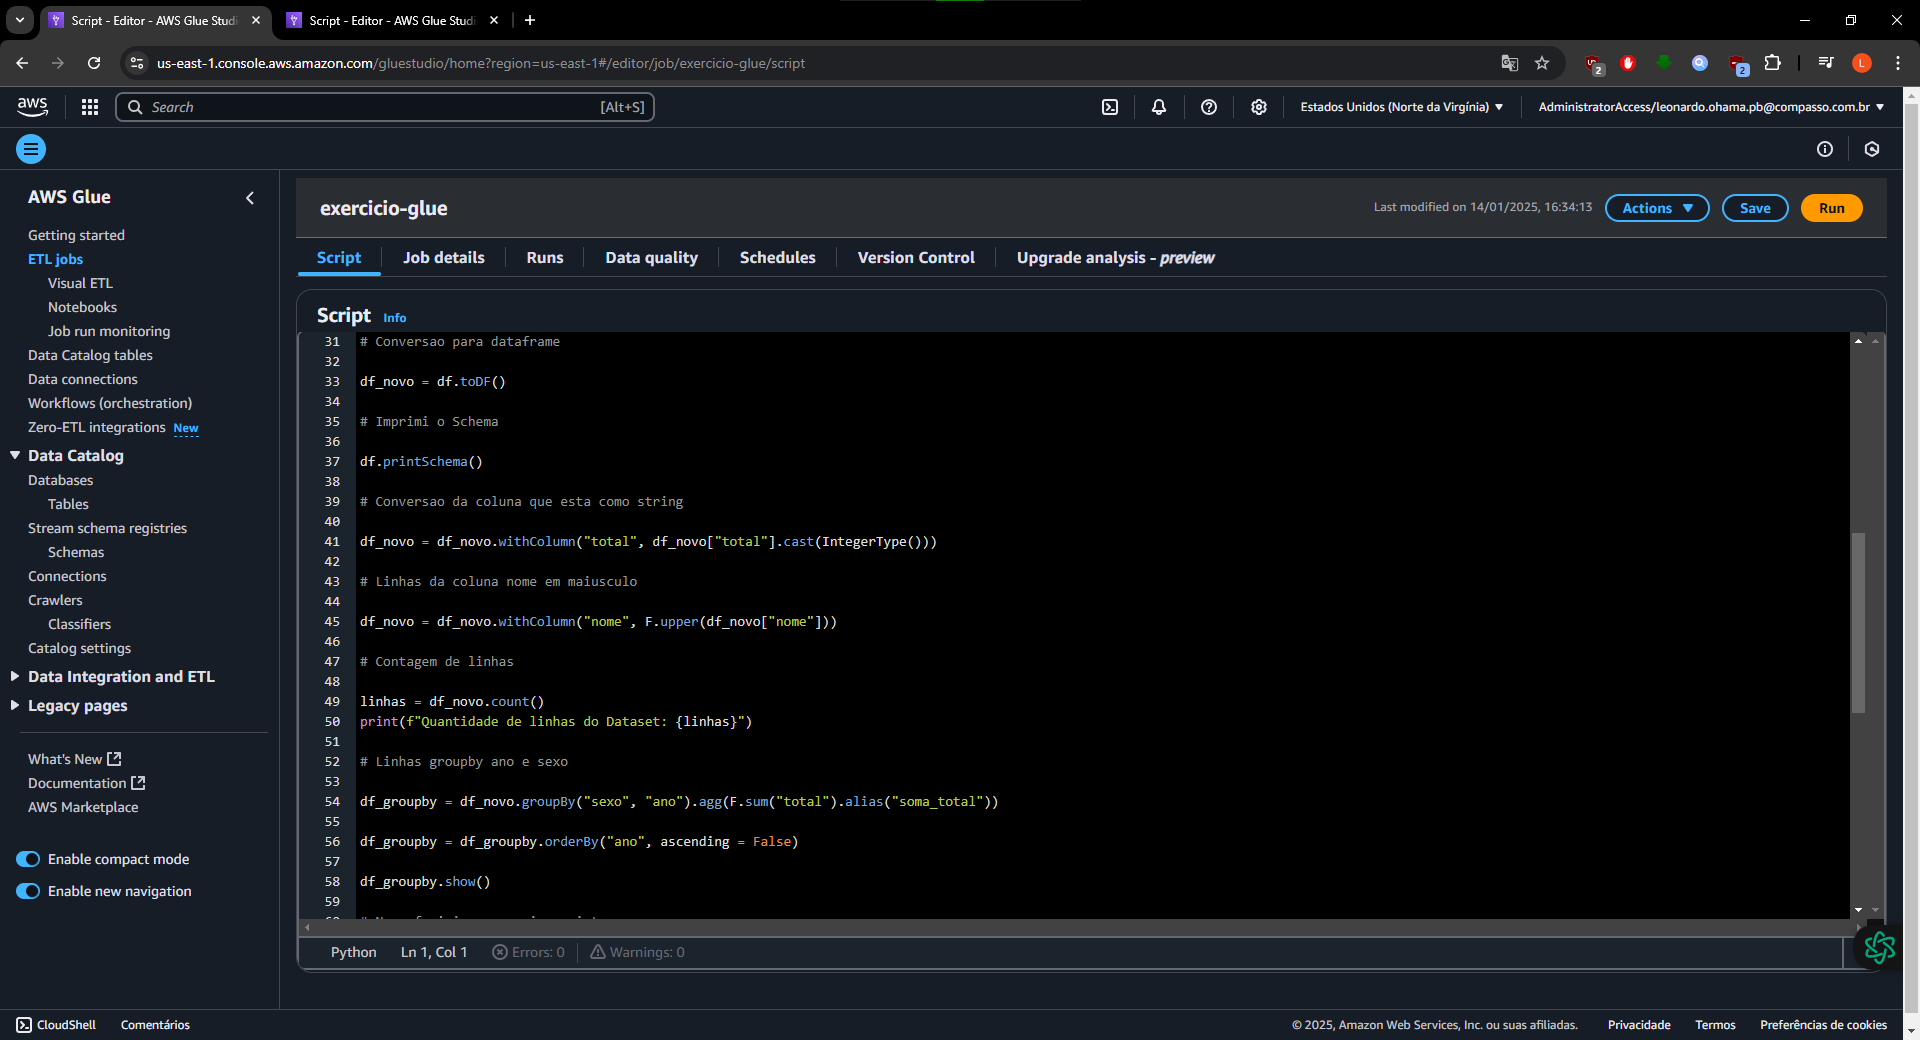 Script - Editor - AWS Glue Studi
Script - Editor - AWS Glue Studi
us-east-1.console.aws.amazon.com/gluestudio/home?region=us-east-1#/editor/job/exercicio-glue/script
2
2
L
aws
Search
[Alt+S]
Estados Unidos (Norte da Virgínia)
AdministratorAccess/leonardo.ohama.pb@compasso.com.br
AWS Glue
Getting started
ETL jobs
Visual ETL
Notebooks
Job run monitoring
Data Catalog tables
Data connections
Workflows (orchestration)
Zero-ETL integrations New
Data Catalog
Databases
Tables
Stream schema registries
Schemas
Connections
Crawlers
Classifiers
Catalog settings
Data Integration and ETL
Legacy pages
What's New
Documentation
AWS Marketplace
Enable compact mode
Enable new navigation
exercicio-glue
Last modified on 14/01/2025, 16:34:13
Actions
Save
Run
Script
Job details
Runs
Data quality
Schedules
Version Control
Upgrade analysis - preview
Script Info
31 # Conversao para dataframe
32
33 df_novo = df.toDF()
34
35 # Imprimi o Schema
36
37 df.printSchema()
38
39 # Conversao da coluna que esta como string
40
41 df_novo = df_novo.withColumn("total", df_novo["total"].cast(IntegerType()))
42
43 # Linhas da coluna nome em maiusculo
44
45 df_novo = df_novo.withColumn("nome", F.upper(df_novo["nome"]))
46
47 # Contagem de linhas
48
49 linhas = df_novo.count()
50 print(f"Quantidade de linhas do Dataset: {linhas}")
51
52 # Linhas groupby ano e sexo
53
54 df_groupby = df_novo.groupBy("sexo", "ano").agg(F.sum("total").alias("soma_total"))
55
56 df_groupby = df_groupby.orderBy("ano", ascending = False)
57
58 df_groupby.show()
59
Python
Ln 1, Col 1
Errors: 0
Warnings: 0
CloudShell
Comentários
© 2025, Amazon Web Services, Inc. ou suas afiliadas.
Privacidade
Termos
Preferências de cookies